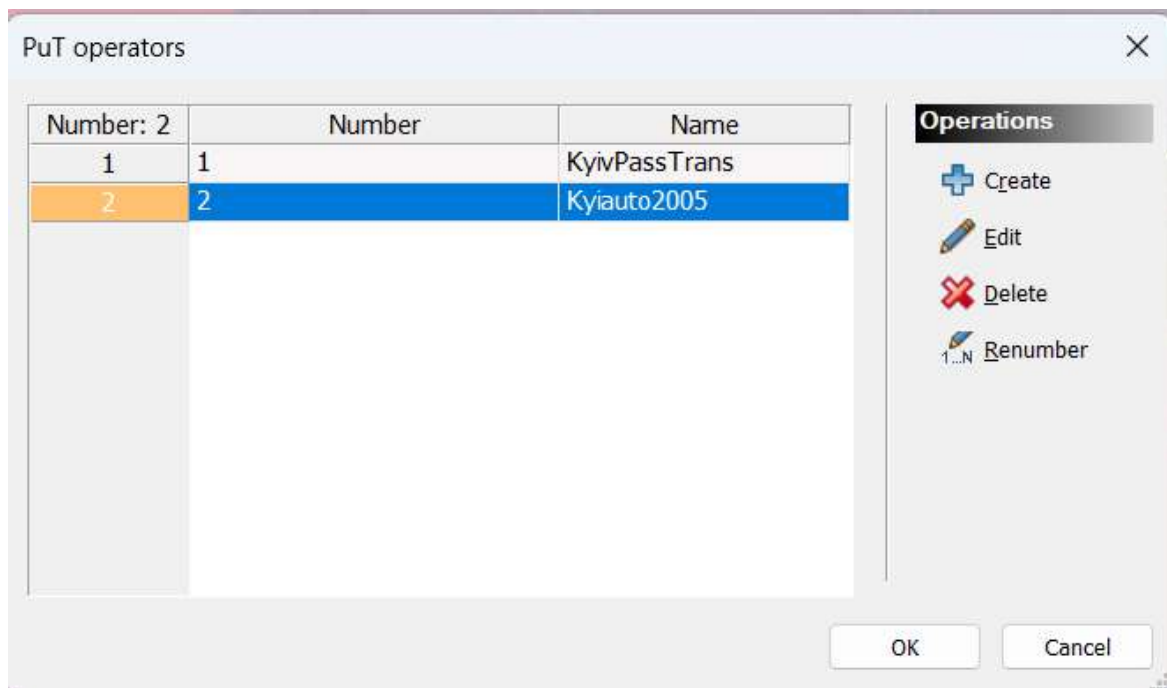 PuT operators
Number: 2 Number Name
1 1 KyivPassTrans
2 2 Kyiauto2005
Operations
Create
Edit
Delete
1...N Renumber
OK Cancel